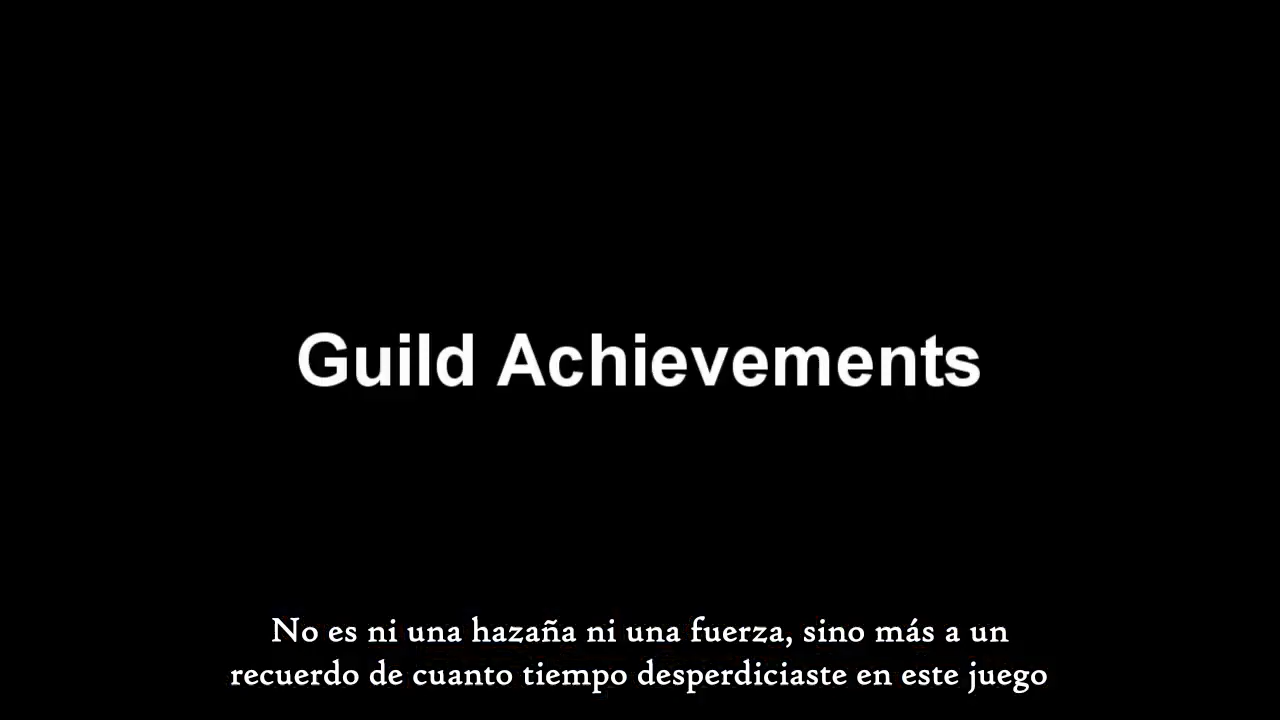 Guild Achievements
No es ni una hazaña ni una fuerza, sino más a un
recuerdo de cuanto tiempo desperdiciaste en este juego